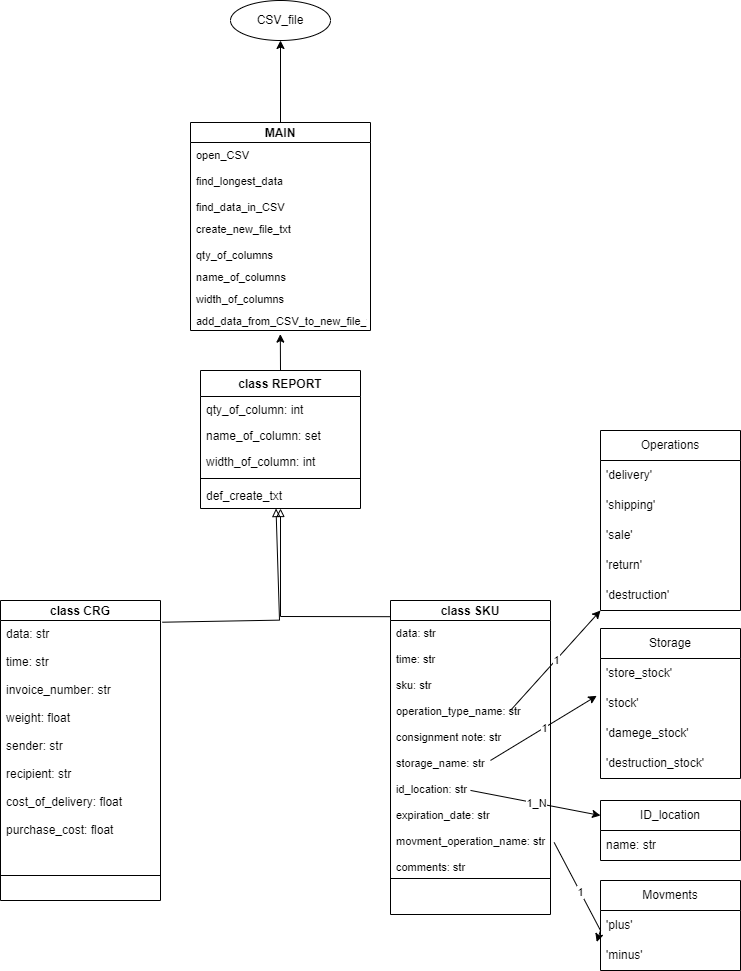 CSV_file
MAIN
open_CSV
find_longest_data
find_data_in_CSV
create_new_file_txt
qty_of_columns
name_of_columns
width_of_columns
add_data_from_CSV_to_new_file_
class REPORT
qty_of_column: int
name_of_column: set
width_of_column: int
def_create_txt
class CRG
data: str
time: str
invoice_number: str
weight: float
sender: str
recipient: str
cost_of_delivery: float
purchase_cost: float
class SKU
data: str
time: str
sku: str
operation_type_name: str
consignment note: str
storage_name: str
id_location: str
expiration_date: str
movment_operation_name: str
comments: str
1
1
1_N
1
Operations
'delivery'
'shipping'
'sale'
'return'
'destruction'
Storage
'store_stock'
'stock'
'damege_stock'
'destruction_stock'
ID_location
name: str
Movments
'plus'
'minus'